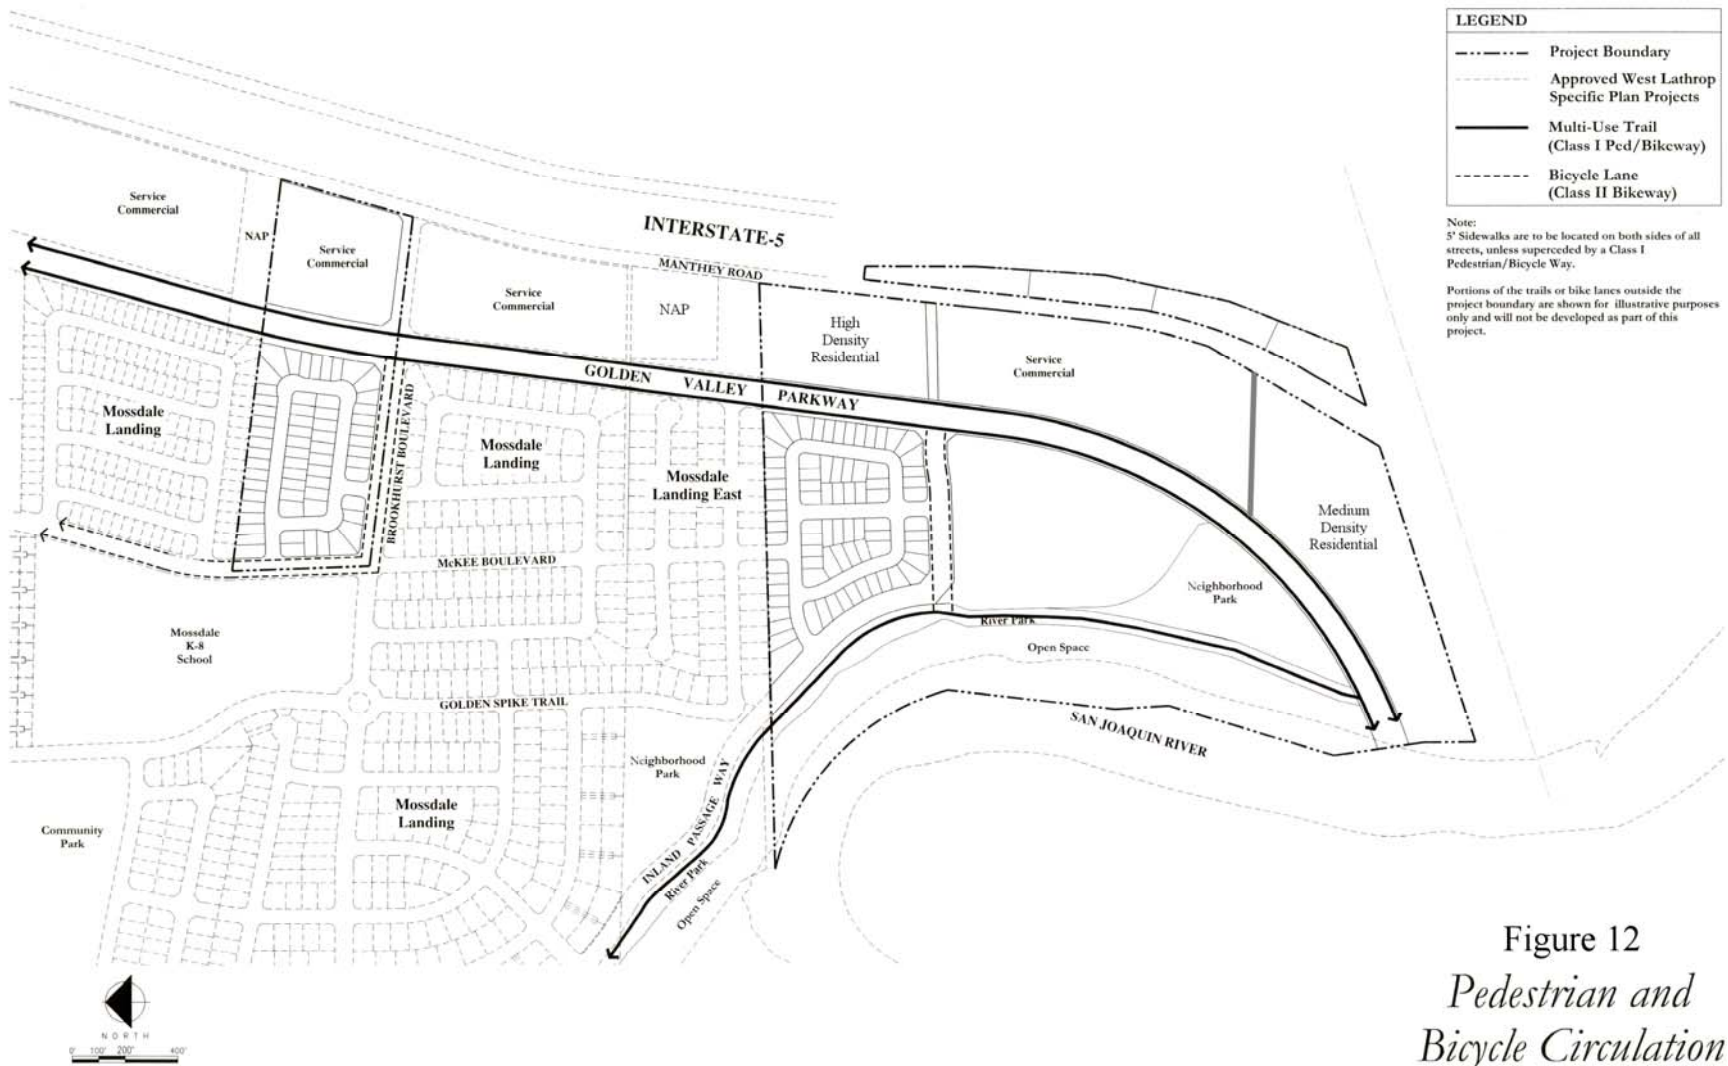 LEGEND
Project Boundary
Approved West Lathrop
Specific Plan Projects
Multi-Use Trail
(Class I Ped/Bikeway)
Bicycle Lane
(Class II Bikeway)
Note:
5' Sidewalks are to be located on both sides of all
streets, unless superceded by a Class I
Pedestrian/Bicycle Way.
Portions of the trails or bike lanes outside the
project boundary are shown for illustrative purposes
only and will not be developed as part of this
project.
Service
Commercial
NAP
Service
Commercial
INTERSTATE-5
MANTHEY ROAD
Service
Commercial
NAP
High
Density
Residential
Service
Commercial
GOLDEN VALLEY PARKWAY
Mossdale
Landing
BROOKHURST BOULEVARD
Mossdale
Landing
Mossdale
Landing East
Medium
Density
Residential
McKEE BOULEVARD
Neighborhood
Park
River Park
Open Space
Mossdale
K-8
School
GOLDEN SPIKE TRAIL
SAN JOAQUIN RIVER
Neighborhood
Park
Mossdale
Landing
Community
Park
INLAND PASSAGE WAY
River Park
Open Space
NORTH
0' 100' 200' 400'
Figure 12
Pedestrian and
Bicycle Circulation